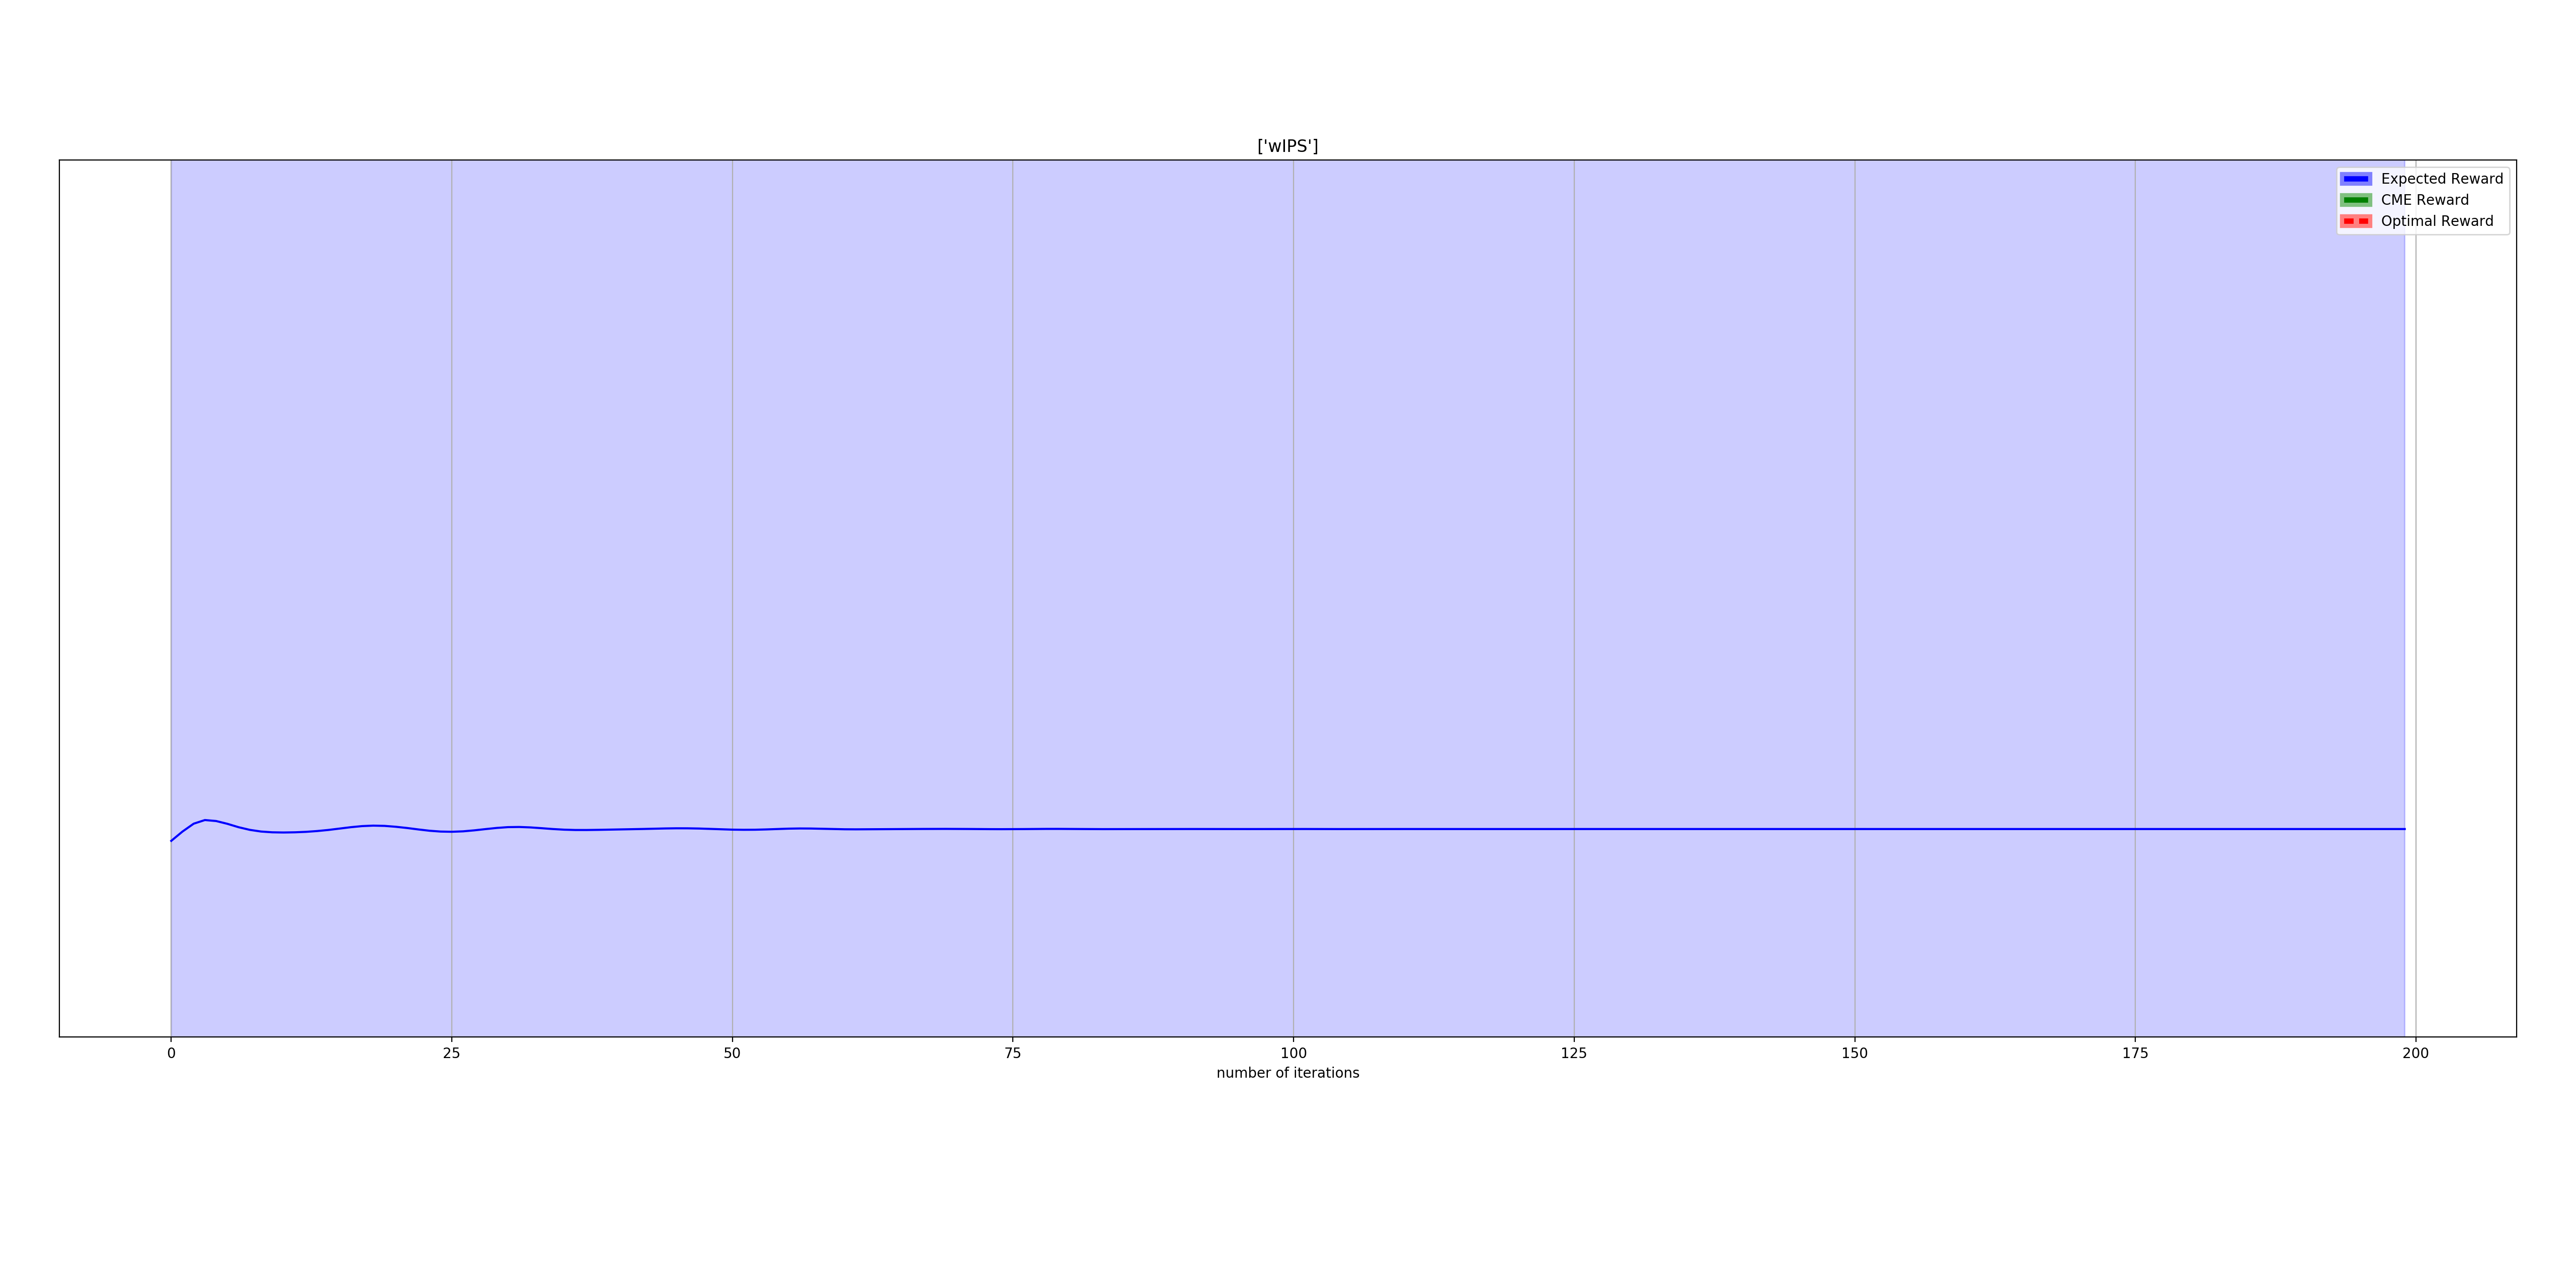 ['wIPS']
Expected Reward
CME Reward
Optimal Reward
0 25 50 75 100 125 150 175 200
number of iterations